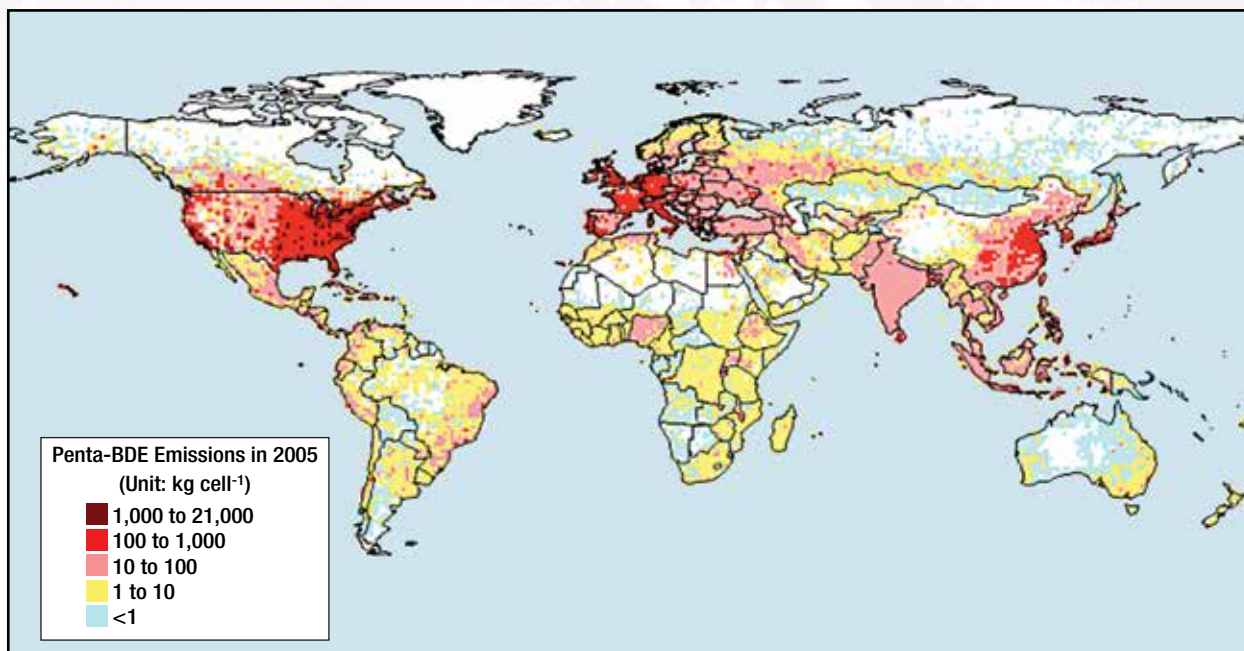 Penta-BDE Emissions in 2005
(Unit: kg cell⁻¹)
1,000 to 21,000
100 to 1,000
10 to 100
1 to 10
<1